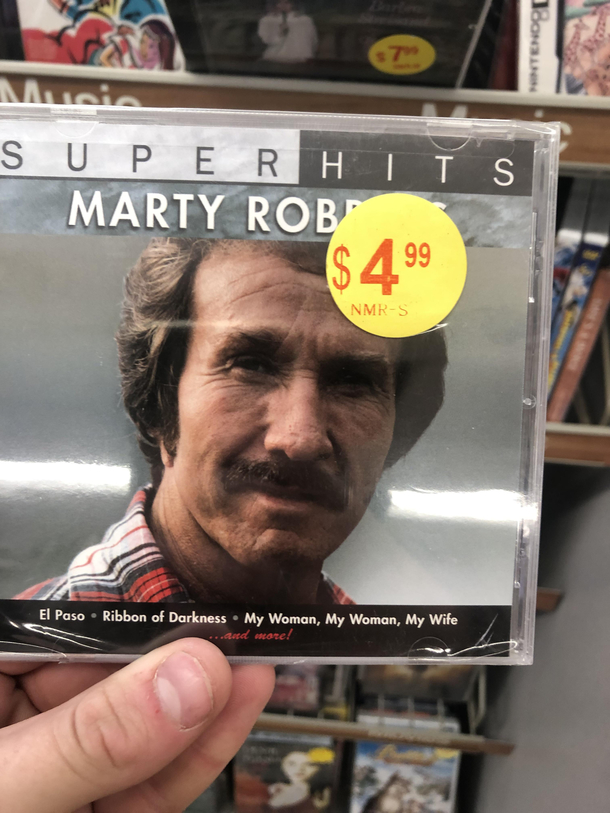 $7.99
NINTENDO
Music
SUPER HITS
MARTY ROB
$4.99
NMR-S
El Paso • Ribbon of Darkness • My Woman, My Woman, My Wife
...and more!